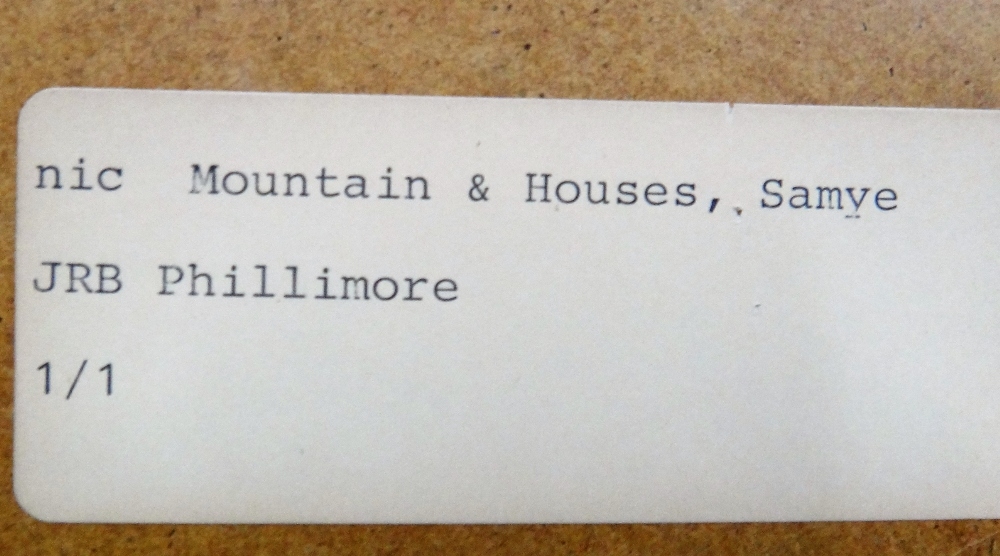 nic Mountain & Houses, Samye
JRB Phillimore
1/1